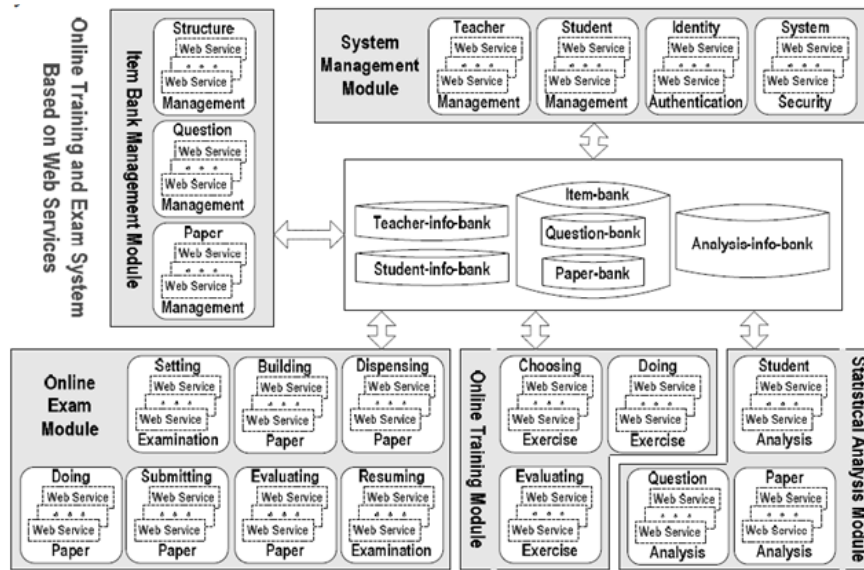 Online Training and Exam System
Based on Web Services
Item Bank Management Module
Structure
Web Service
Web Service
Management
Question
Web Service
Web Service
Management
Paper
Web Service
Web Service
Management
System
Management
Module
Teacher
Web Service
Web Service
Management
Student
Web Service
Web Service
Management
Identity
Web Service
Web Service
Authentication
System
Web Service
Web Service
Security
Teacher-info-bank
Student-info-bank
Item-bank
Question-bank
Paper-bank
Analysis-info-bank
Online
Exam
Module
Setting
Web Service
Web Service
Examination
Building
Web Service
Web Service
Paper
Dispensing
Web Service
Web Service
Paper
Doing
Web Service
Web Service
Paper
Submitting
Web Service
Web Service
Paper
Evaluating
Web Service
Web Service
Paper
Resuming
Web Service
Web Service
Examination
Online Training Module
Choosing
Web Service
Web Service
Exercise
Doing
Web Service
Web Service
Exercise
Evaluating
Web Service
Web Service
Exercise
Statistical Analysis Module
Student
Web Service
Web Service
Analysis
Question
Web Service
Web Service
Analysis
Paper
Web Service
Web Service
Analysis